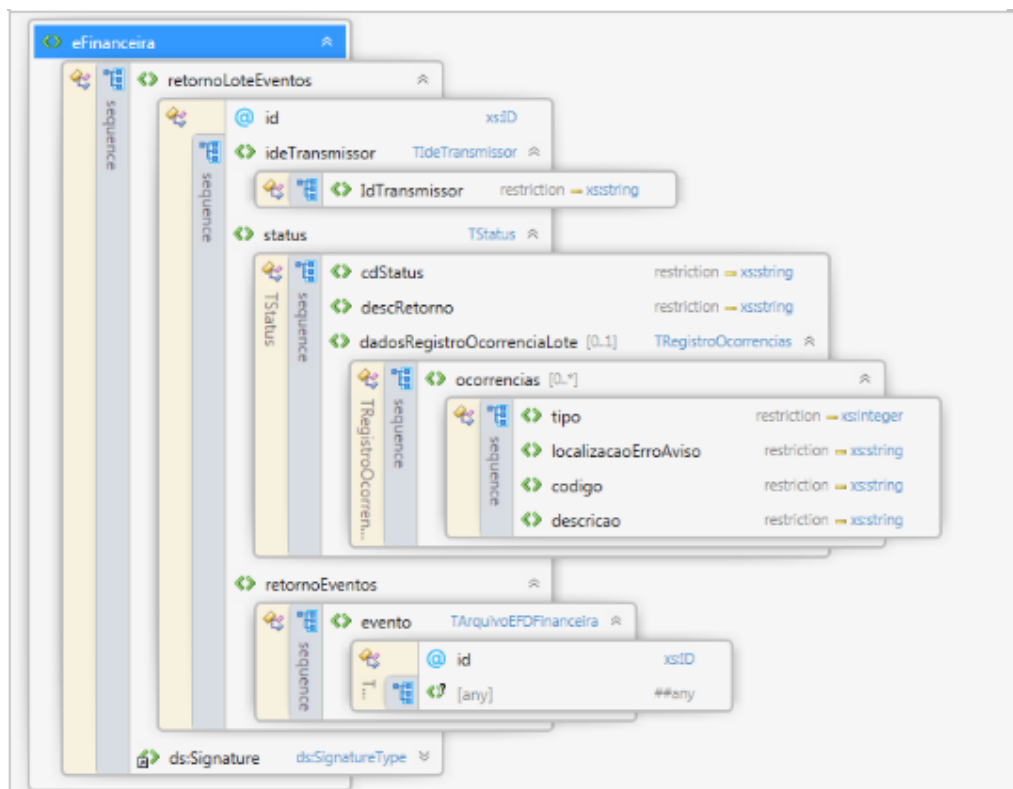 eFinanceira
sequence
retornoLoteEventos
sequence
id xs:ID
ideTransmissor TIdeTransmissor
IdTransmissor restriction xs:string
status TStatus
TStatus
sequence
cdStatus restriction xs:string
descRetorno restriction xs:string
dadosRegistroOcorrenciaLote [0..1] TRegistroOcorrencias
TRegistroOcorren...
sequence
ocorrencias [0..*]
sequence
tipo restriction xs:integer
localizacaoErroAviso restriction xs:string
codigo restriction xs:string
descricao restriction xs:string
retornoEventos
sequence
evento TArquivoEFDFinanceira
T...
id xs:ID
[any] ##any
ds:Signature ds:SignatureType